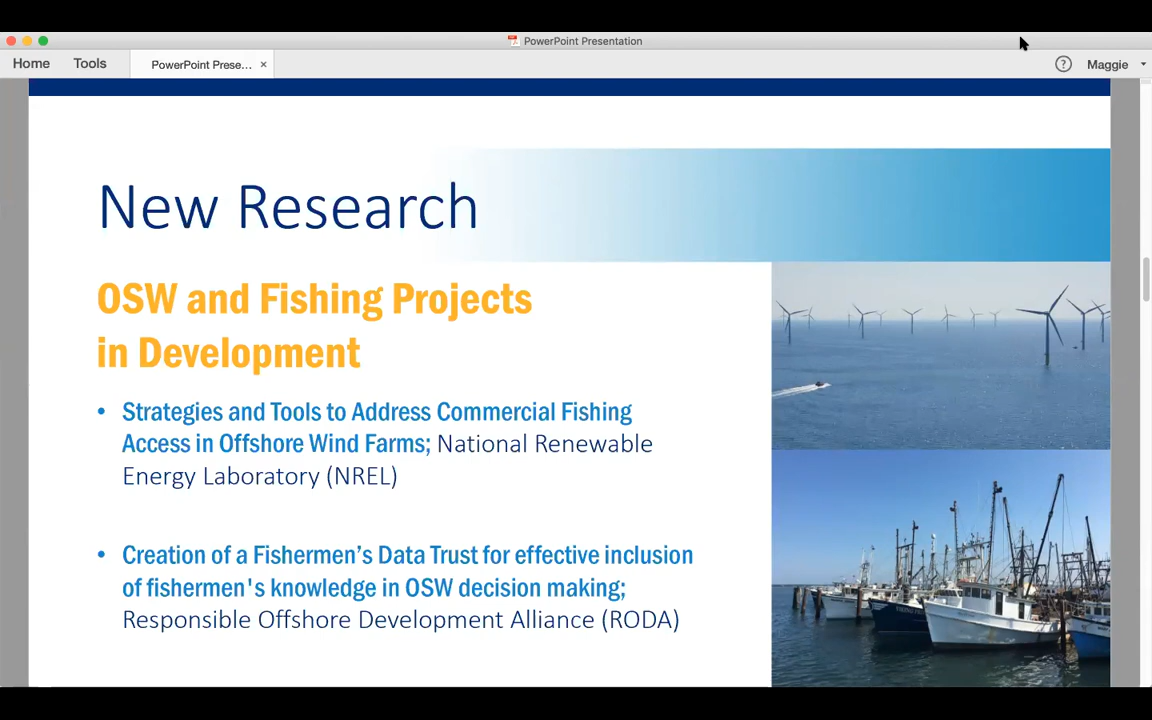 PowerPoint Presentation
Home Tools PowerPoint Prese... × ? Maggie
New Research
OSW and Fishing Projects
in Development
• Strategies and Tools to Address Commercial Fishing
Access in Offshore Wind Farms; National Renewable
Energy Laboratory (NREL)
• Creation of a Fishermen’s Data Trust for effective inclusion
of fishermen's knowledge in OSW decision making;
Responsible Offshore Development Alliance (RODA)